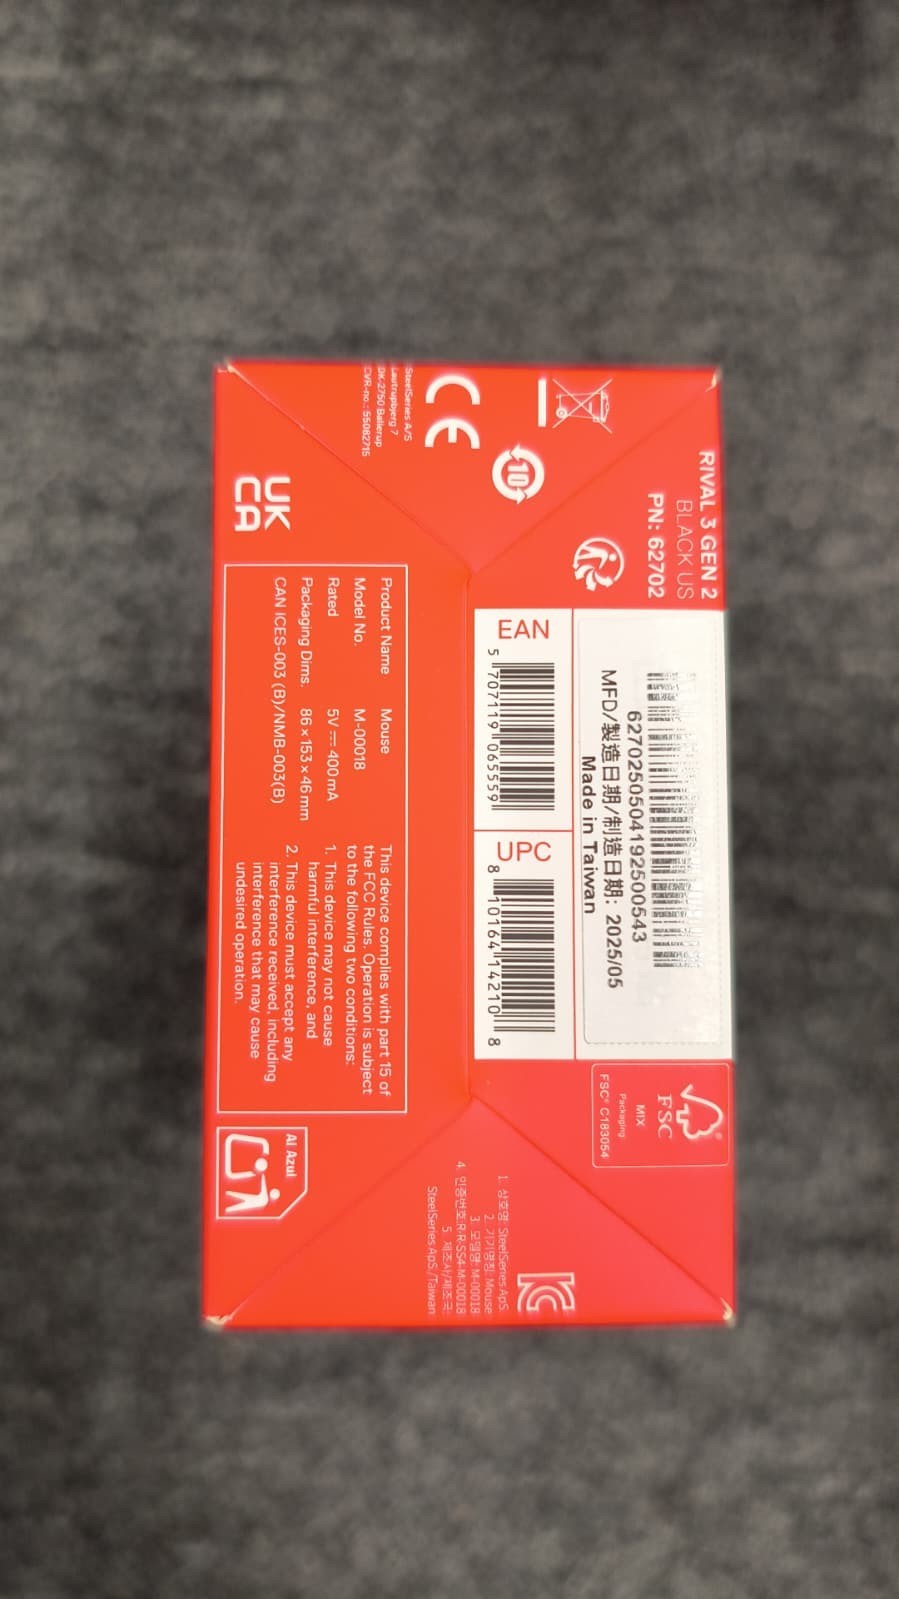 RIVAL 3 GEN 2
BLACK US
PN: 62702
6270250504192500543
MFD/製造日期/制造日期: 2025/05
Made in Taiwan
EAN
5 707119 065559
UPC
8 10164 14210 8
FSC
MIX
Packaging
FSC® C183054
10
CE
SteelSeries A/S
Lautrupbjerg 7
DK-2750 Ballerup
CVR-no.: 55082715
UK
CA
Product Name Mouse
Model No. M-00018
Rated 5V ⎓ 400 mA
Packaging Dims. 86 x 153 x 46 mm
CAN ICES-003 (B)/NMB-003(B)
This device complies with part 15 of
the FCC Rules. Operation is subject
to the following two conditions:
1. This device may not cause
harmful interference, and
2. This device must accept any
interference received, including
interference that may cause
undesired operation.
1. 상호명: SteelSeries ApS.
2. 기기명칭: Mouse
3. 모델명: M-00018
4. 인증번호:R-R-SS4-M-00018
5. 제조사/제조국:
SteelSeries ApS./Taiwan
Al Azul